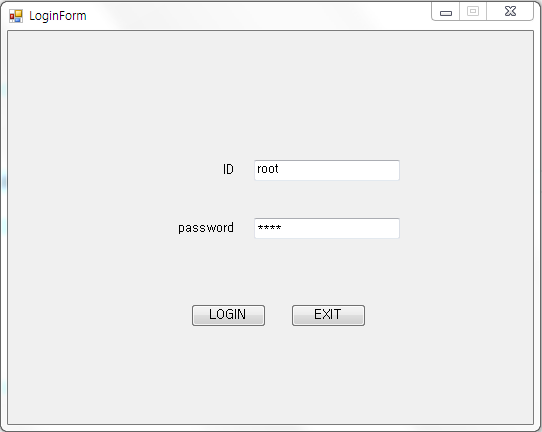 LoginForm
ID root
password ****
LOGIN EXIT